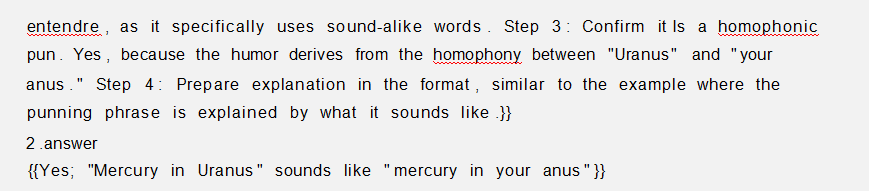 entendre, as it specifically uses sound-alike words. Step 3: Confirm it Is a homophonic
pun. Yes, because the humor derives from the homophony between "Uranus" and "your
anus." Step 4: Prepare explanation in the format, similar to the example where the
punning phrase is explained by what it sounds like.}}
2.answer
{{Yes; "Mercury in Uranus" sounds like "mercury in your anus"}}